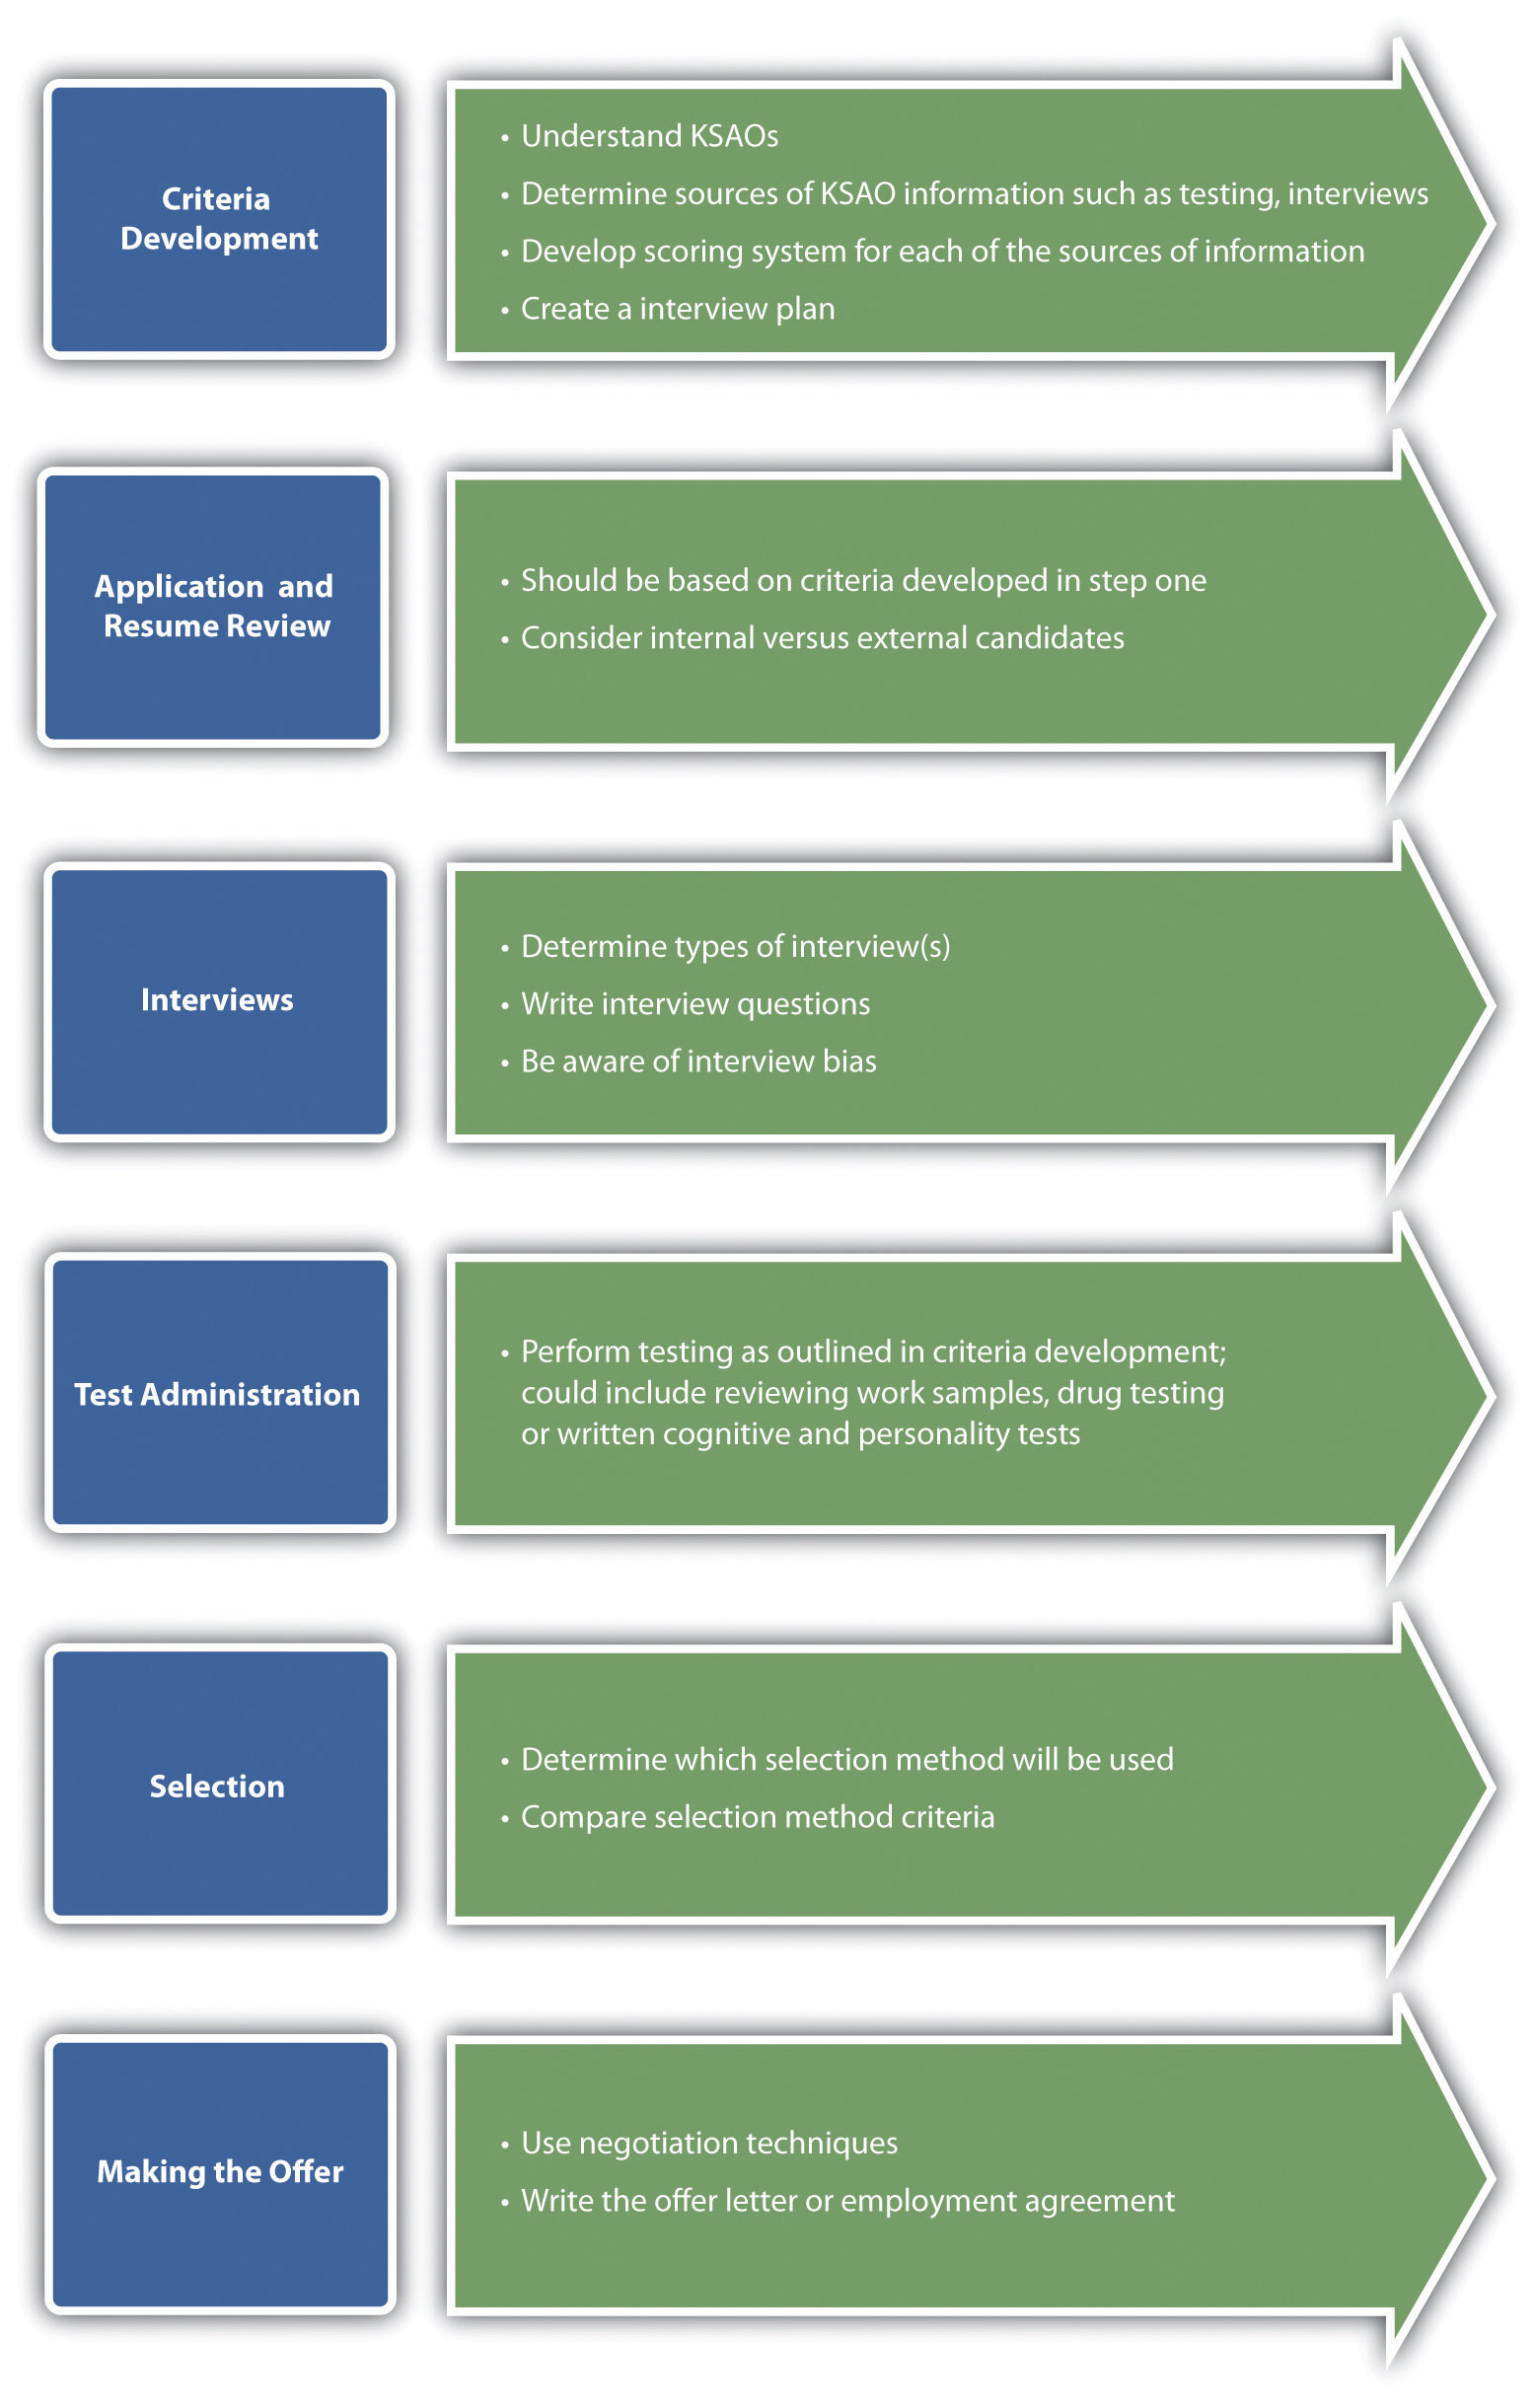 Criteria
Development
• Understand KSAOs
• Determine sources of KSAO information such as testing, interviews
• Develop scoring system for each of the sources of information
• Create a interview plan
Application and
Resume Review
• Should be based on criteria developed in step one
• Consider internal versus external candidates
Interviews
• Determine types of interview(s)
• Write interview questions
• Be aware of interview bias
Test Administration
• Perform testing as outlined in criteria development;
could include reviewing work samples, drug testing
or written cognitive and personality tests
Selection
• Determine which selection method will be used
• Compare selection method criteria
Making the Offer
• Use negotiation techniques
• Write the offer letter or employment agreement